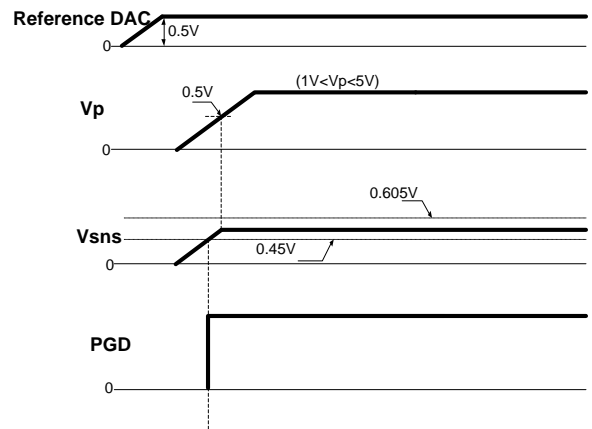 Reference DAC
0.5V
0
(1V<Vp<5V)
0.5V
Vp
0
0.605V
Vsns
0.45V
0
PGD
0